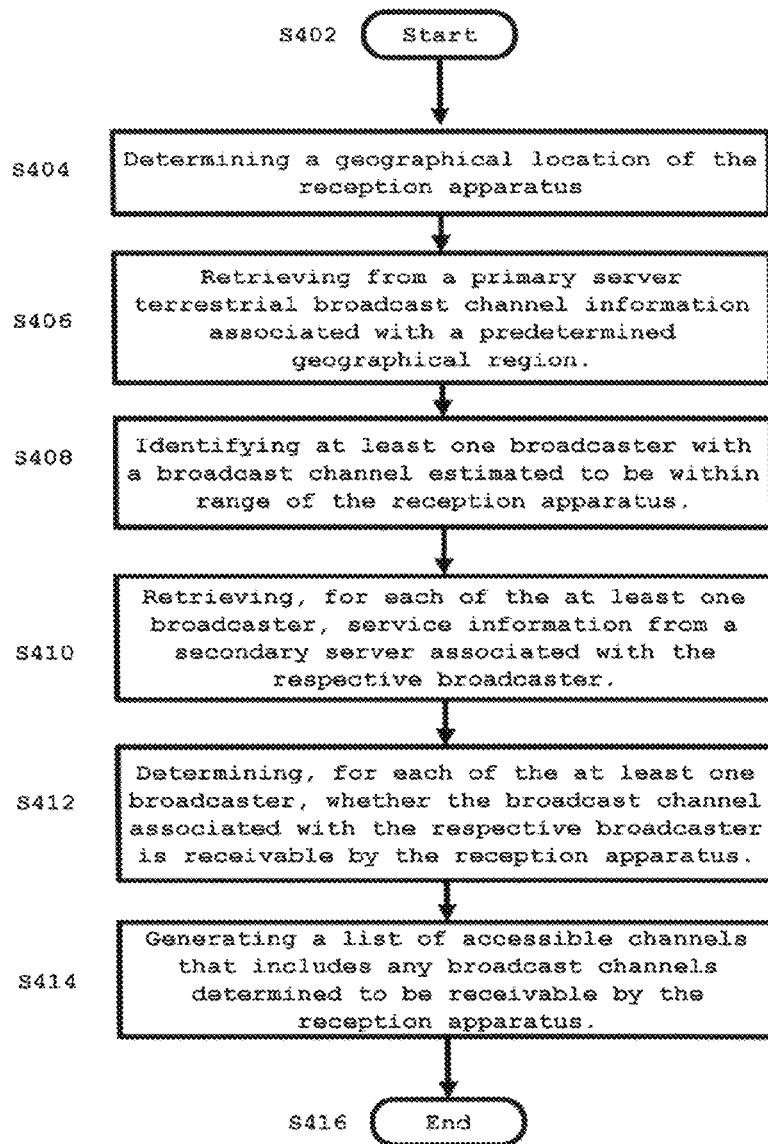 S402 Start
S404 Determining a geographical location of the
reception apparatus
S406 Retrieving from a primary server
terrestrial broadcast channel information
associated with a predetermined
geographical region.
S408 Identifying at least one broadcaster with
a broadcast channel estimated to be within
range of the reception apparatus.
S410 Retrieving, for each of the at least one
broadcaster, service information from a
secondary server associated with the
respective broadcaster.
S412 Determining, for each of the at least one
broadcaster, whether the broadcast channel
associated with the respective broadcaster
is receivable by the reception apparatus.
S414 Generating a list of accessible channels
that includes any broadcast channels
determined to be receivable by the
reception apparatus.
S416 End